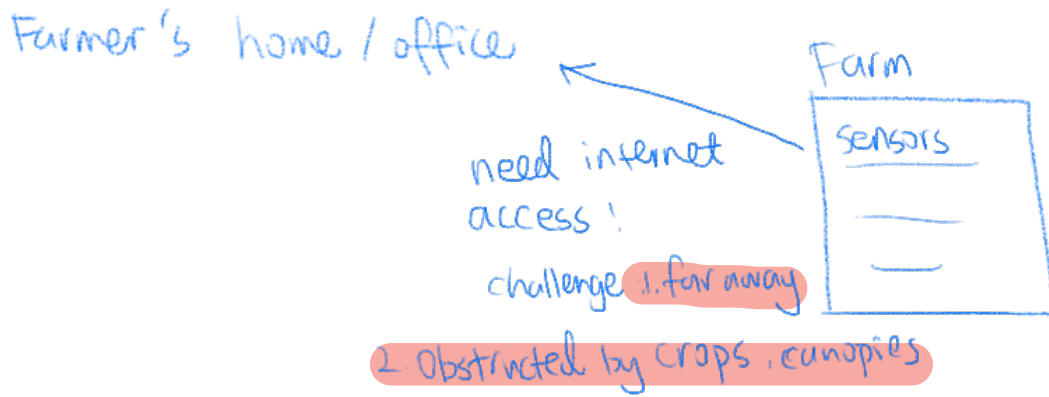 Farmer's home / office
Farm
sensors
need internet
access!
challenge: 1. far away
2. Obstructed by crops, canopies